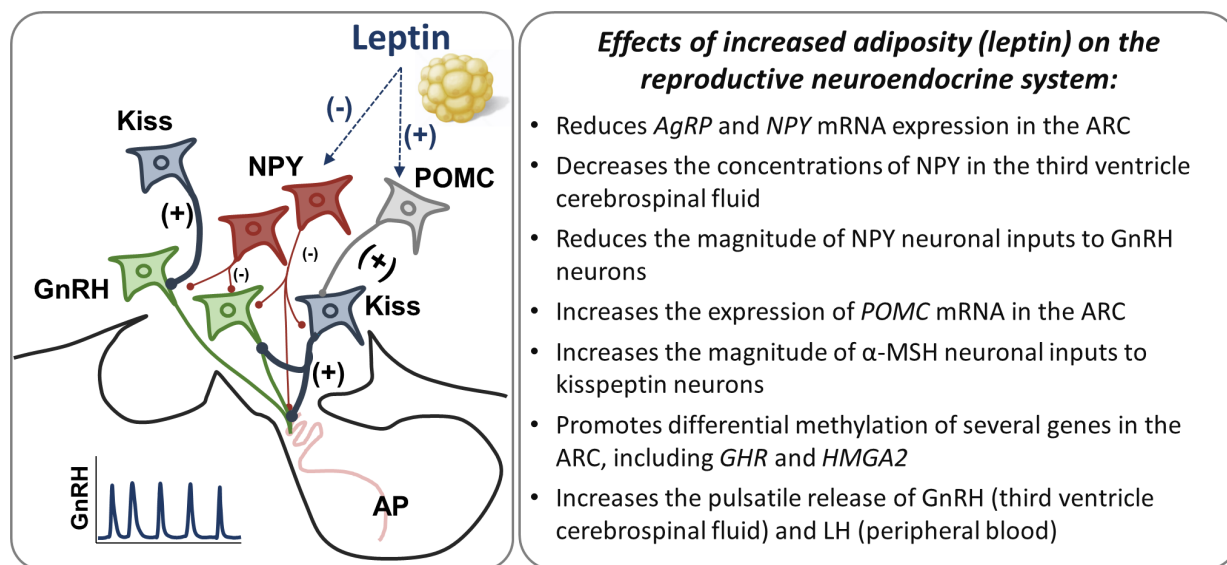 Leptin
(-)
(+)
Kiss
NPY
POMC
(+)
(-)
(-)
(+)
GnRH
Kiss
(+)
GnRH
AP
Effects of increased adiposity (leptin) on the
reproductive neuroendocrine system:
• Reduces AgRP and NPY mRNA expression in the ARC
• Decreases the concentrations of NPY in the third ventricle
cerebrospinal fluid
• Reduces the magnitude of NPY neuronal inputs to GnRH
neurons
• Increases the expression of POMC mRNA in the ARC
• Increases the magnitude of α-MSH neuronal inputs to
kisspeptin neurons
• Promotes differential methylation of several genes in the
ARC, including GHR and HMGA2
• Increases the pulsatile release of GnRH (third ventricle
cerebrospinal fluid) and LH (peripheral blood)